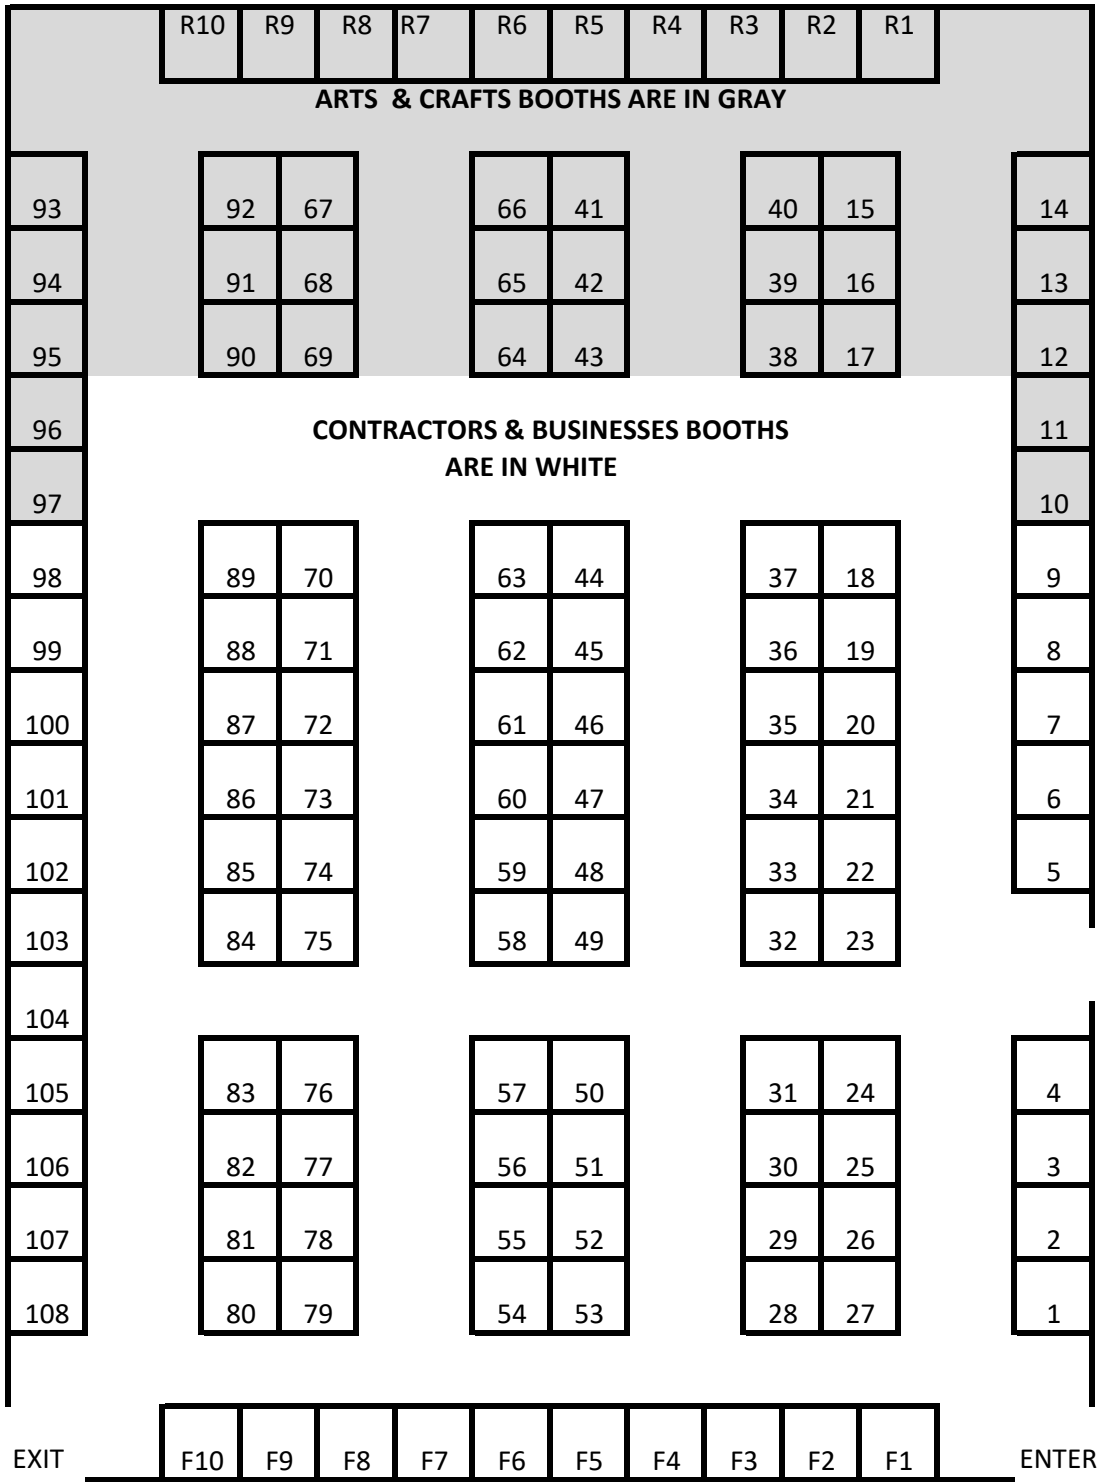 R10 R9 R8 R7 R6 R5 R4 R3 R2 R1
ARTS & CRAFTS BOOTHS ARE IN GRAY
93 92 67 66 41 40 15 14
94 91 68 65 42 39 16 13
95 90 69 64 43 38 17 12
96 CONTRACTORS & BUSINESSES BOOTHS 11
ARE IN WHITE
97 10
98 89 70 63 44 37 18 9
99 88 71 62 45 36 19 8
100 87 72 61 46 35 20 7
101 86 73 60 47 34 21 6
102 85 74 59 48 33 22 5
103 84 75 58 49 32 23
104
105 83 76 57 50 31 24 4
106 82 77 56 51 30 25 3
107 81 78 55 52 29 26 2
108 80 79 54 53 28 27 1
EXIT F10 F9 F8 F7 F6 F5 F4 F3 F2 F1 ENTER